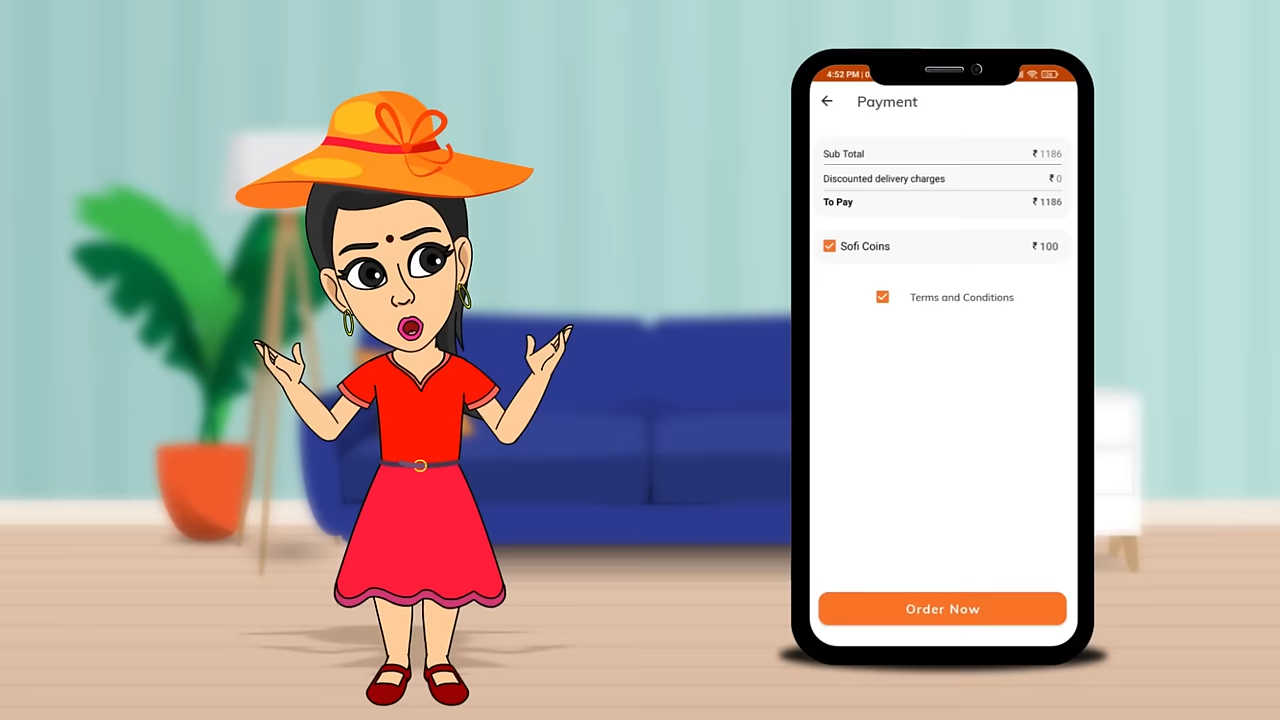 4:52 PM | 0
Payment
Sub Total ₹ 1186
Discounted delivery charges ₹ 0
To Pay ₹ 1186
Sofi Coins ₹ 100
Terms and Conditions
Order Now